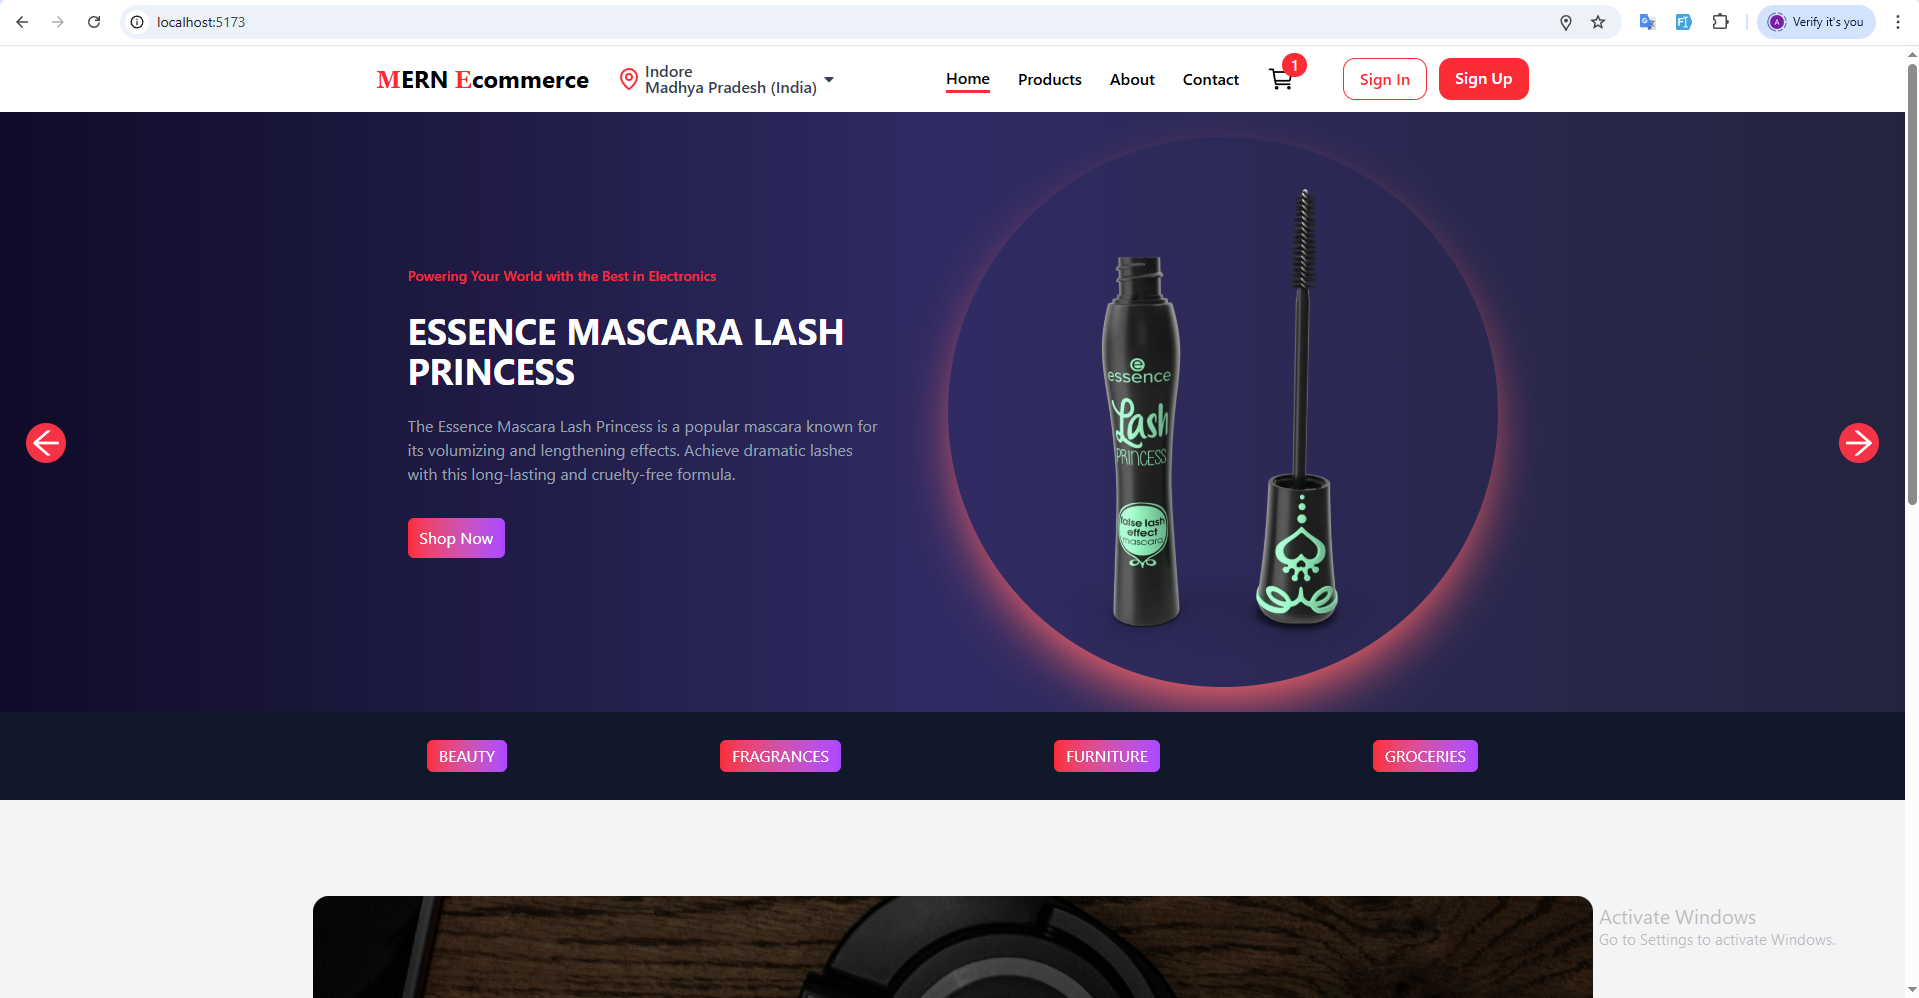 localhost:5173
Verify it's you
MERN Ecommerce
Indore
Madhya Pradesh (India)
Home
Products
About
Contact
1
Sign In
Sign Up
Powering Your World with the Best in Electronics
ESSENCE MASCARA LASH
PRINCESS
The Essence Mascara Lash Princess is a popular mascara known for
its volumizing and lengthening effects. Achieve dramatic lashes
with this long-lasting and cruelty-free formula.
Shop Now
essence
Lash
PRINCESS
false lash
effect
mascara
BEAUTY
FRAGRANCES
FURNITURE
GROCERIES
Activate Windows
Go to Settings to activate Windows.